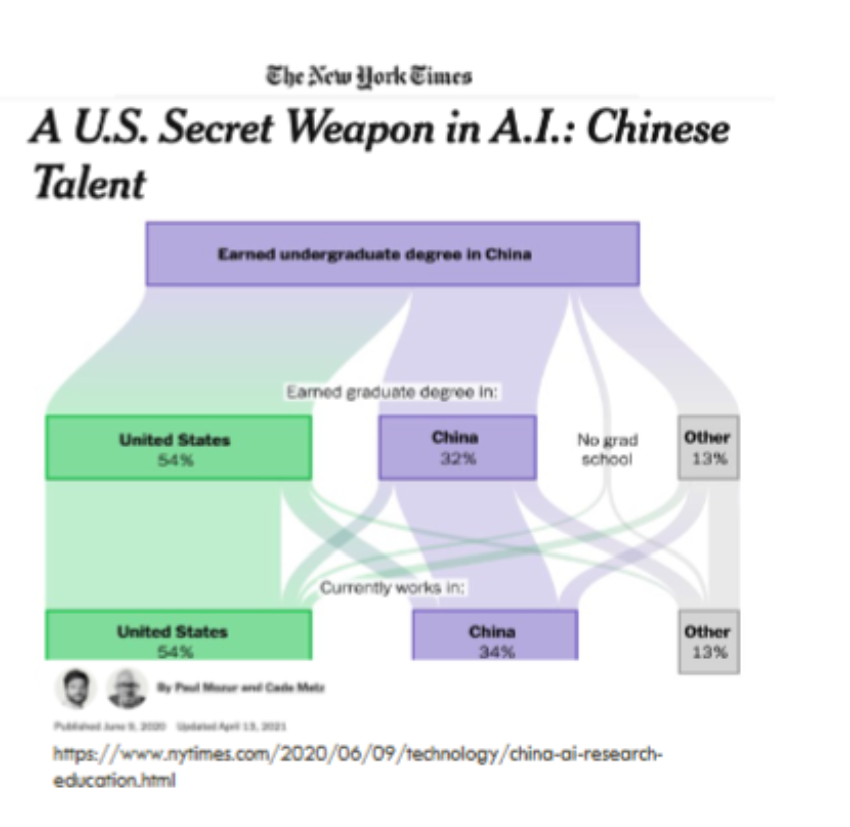 The New York Times
A U.S. Secret Weapon in A.I.: Chinese
Talent
Earned undergraduate degree in China
Earned graduate degree in:
United States
54%
China
32%
No grad
school
Other
13%
Currently works in:
United States
54%
China
34%
Other
13%
By Paul Mozur and Cade Metz
Published June 9, 2020 Updated April 13, 2021
https://www.nytimes.com/2020/06/09/technology/china-ai-research-
education.html